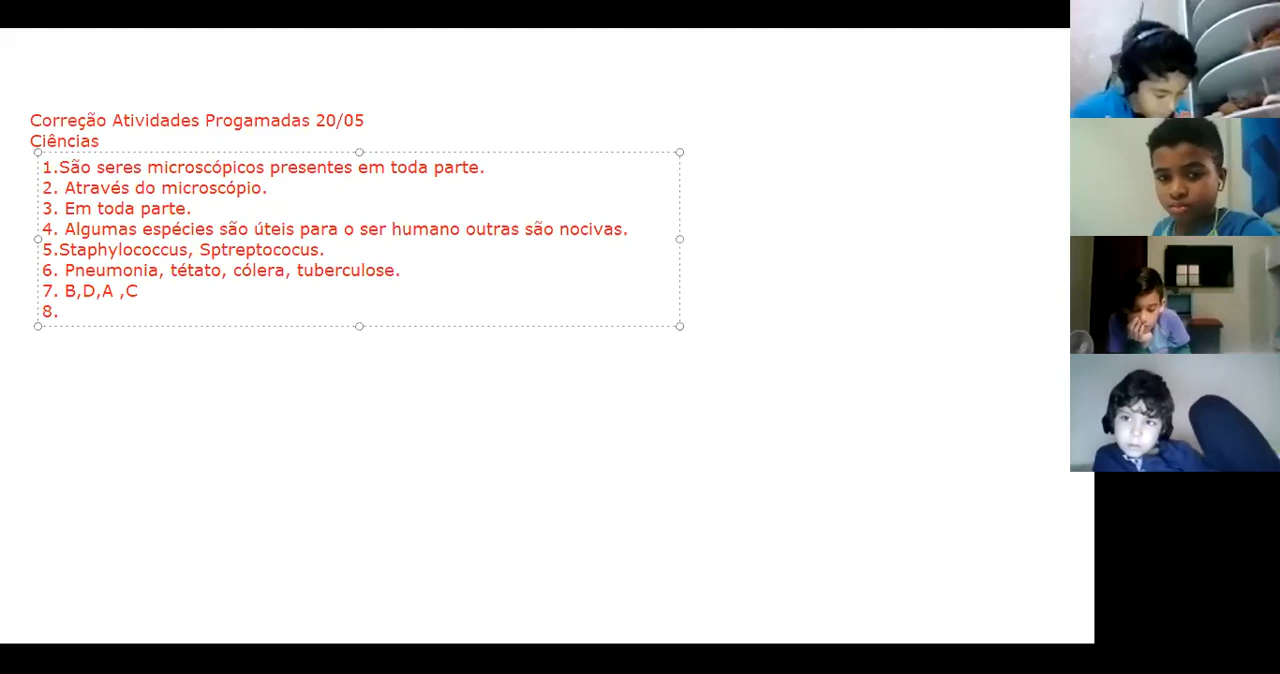 Correção Atividades Progamadas 20/05
Ciências
1.São seres microscópicos presentes em toda parte.
2. Através do microscópio.
3. Em toda parte.
4. Algumas espécies são úteis para o ser humano outras são nocivas.
5.Staphylococcus, Sptreptococus.
6. Pneumonia, tétato, cólera, tuberculose.
7. B,D,A ,C
8.